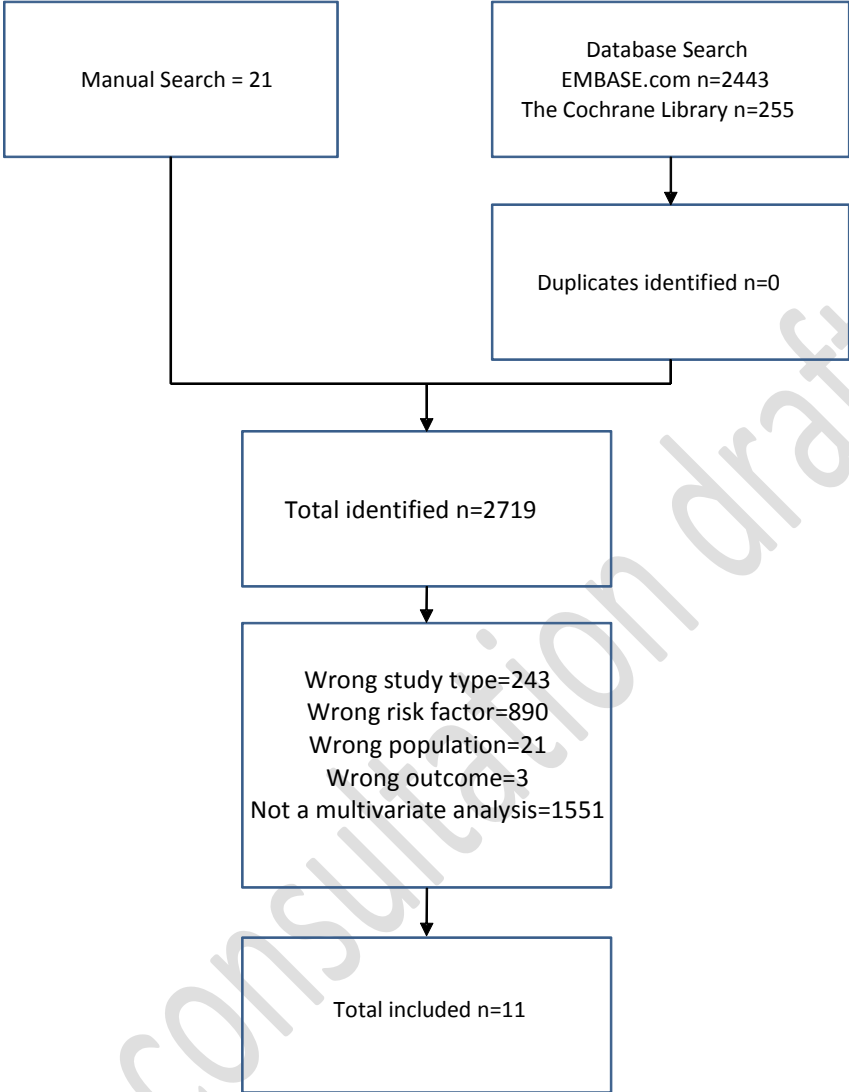 Manual Search = 21
Database Search
EMBASE.com n=2443
The Cochrane Library n=255
Duplicates identified n=0
Total identified n=2719
Wrong study type=243
Wrong risk factor=890
Wrong population=21
Wrong outcome=3
Not a multivariate analysis=1551
Total included n=11
consultation draft